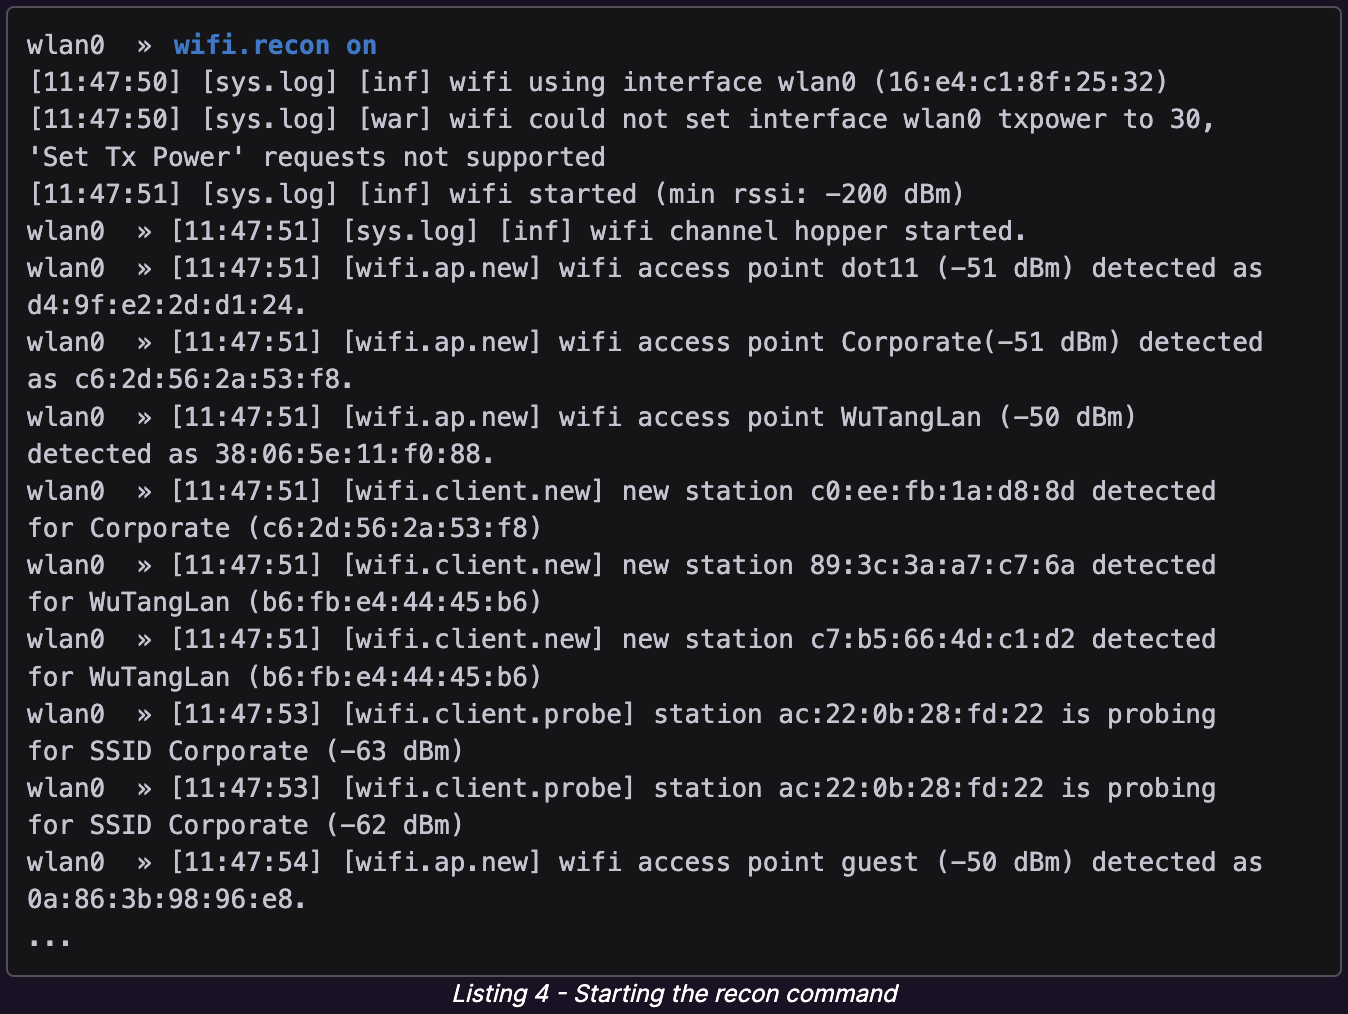 wlan0  » wifi.recon on
[11:47:50] [sys.log] [inf] wifi using interface wlan0 (16:e4:c1:8f:25:32)
[11:47:50] [sys.log] [war] wifi could not set interface wlan0 txpower to 30,
'Set Tx Power' requests not supported
[11:47:51] [sys.log] [inf] wifi started (min rssi: -200 dBm)
wlan0  » [11:47:51] [sys.log] [inf] wifi channel hopper started.
wlan0  » [11:47:51] [wifi.ap.new] wifi access point dot11 (-51 dBm) detected as
d4:9f:e2:2d:d1:24.
wlan0  » [11:47:51] [wifi.ap.new] wifi access point Corporate(-51 dBm) detected
as c6:2d:56:2a:53:f8.
wlan0  » [11:47:51] [wifi.ap.new] wifi access point WuTangLan (-50 dBm)
detected as 38:06:5e:11:f0:88.
wlan0  » [11:47:51] [wifi.client.new] new station c0:ee:fb:1a:d8:8d detected
for Corporate (c6:2d:56:2a:53:f8)
wlan0  » [11:47:51] [wifi.client.new] new station 89:3c:3a:a7:c7:6a detected
for WuTangLan (b6:fb:e4:44:45:b6)
wlan0  » [11:47:51] [wifi.client.new] new station c7:b5:66:4d:c1:d2 detected
for WuTangLan (b6:fb:e4:44:45:b6)
wlan0  » [11:47:53] [wifi.client.probe] station ac:22:0b:28:fd:22 is probing
for SSID Corporate (-63 dBm)
wlan0  » [11:47:53] [wifi.client.probe] station ac:22:0b:28:fd:22 is probing
for SSID Corporate (-62 dBm)
wlan0  » [11:47:54] [wifi.ap.new] wifi access point guest (-50 dBm) detected as
0a:86:3b:98:96:e8.
...
Listing 4 - Starting the recon command